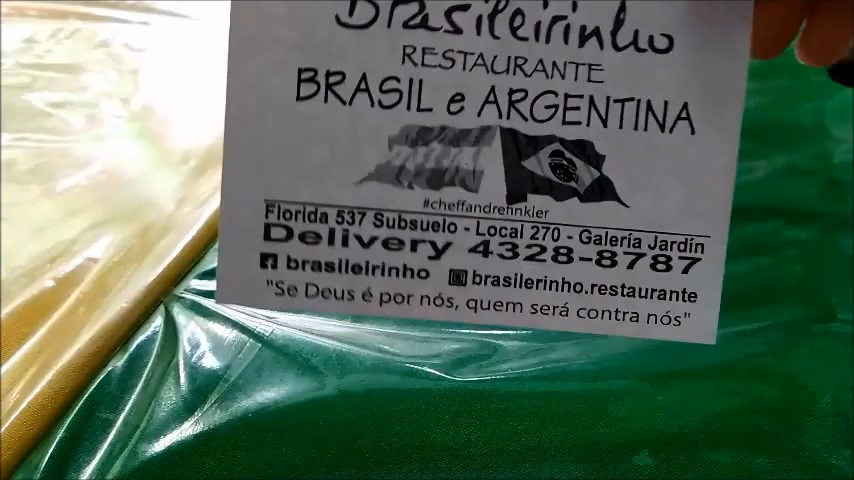 Brasileirinho
RESTAURANTE
BRASIL e ARGENTINA
#cheffandrehnkler
Florida 537 Subsuelo - Local 270 - Galería Jardín
Delivery 4328-8787
brasileirinho brasilerinho.restaurante
"Se Deus é por nós, quem será contra nós"